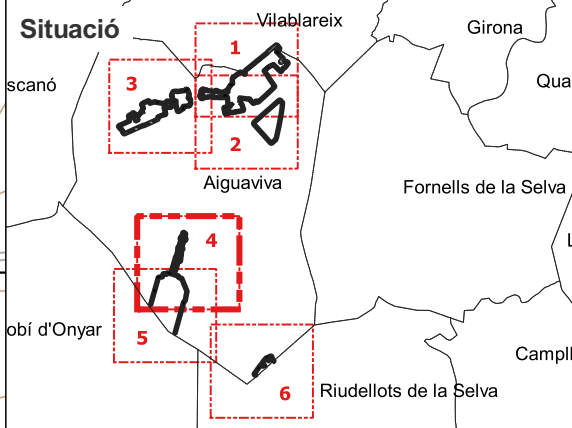 Situació
Vilablareix
Girona
1
scanó
3
Qua
2
Aiguaviva
Fornells de la Selva
4
L
obí d'Onyar
5
Campll
6
Riudellots de la Selva